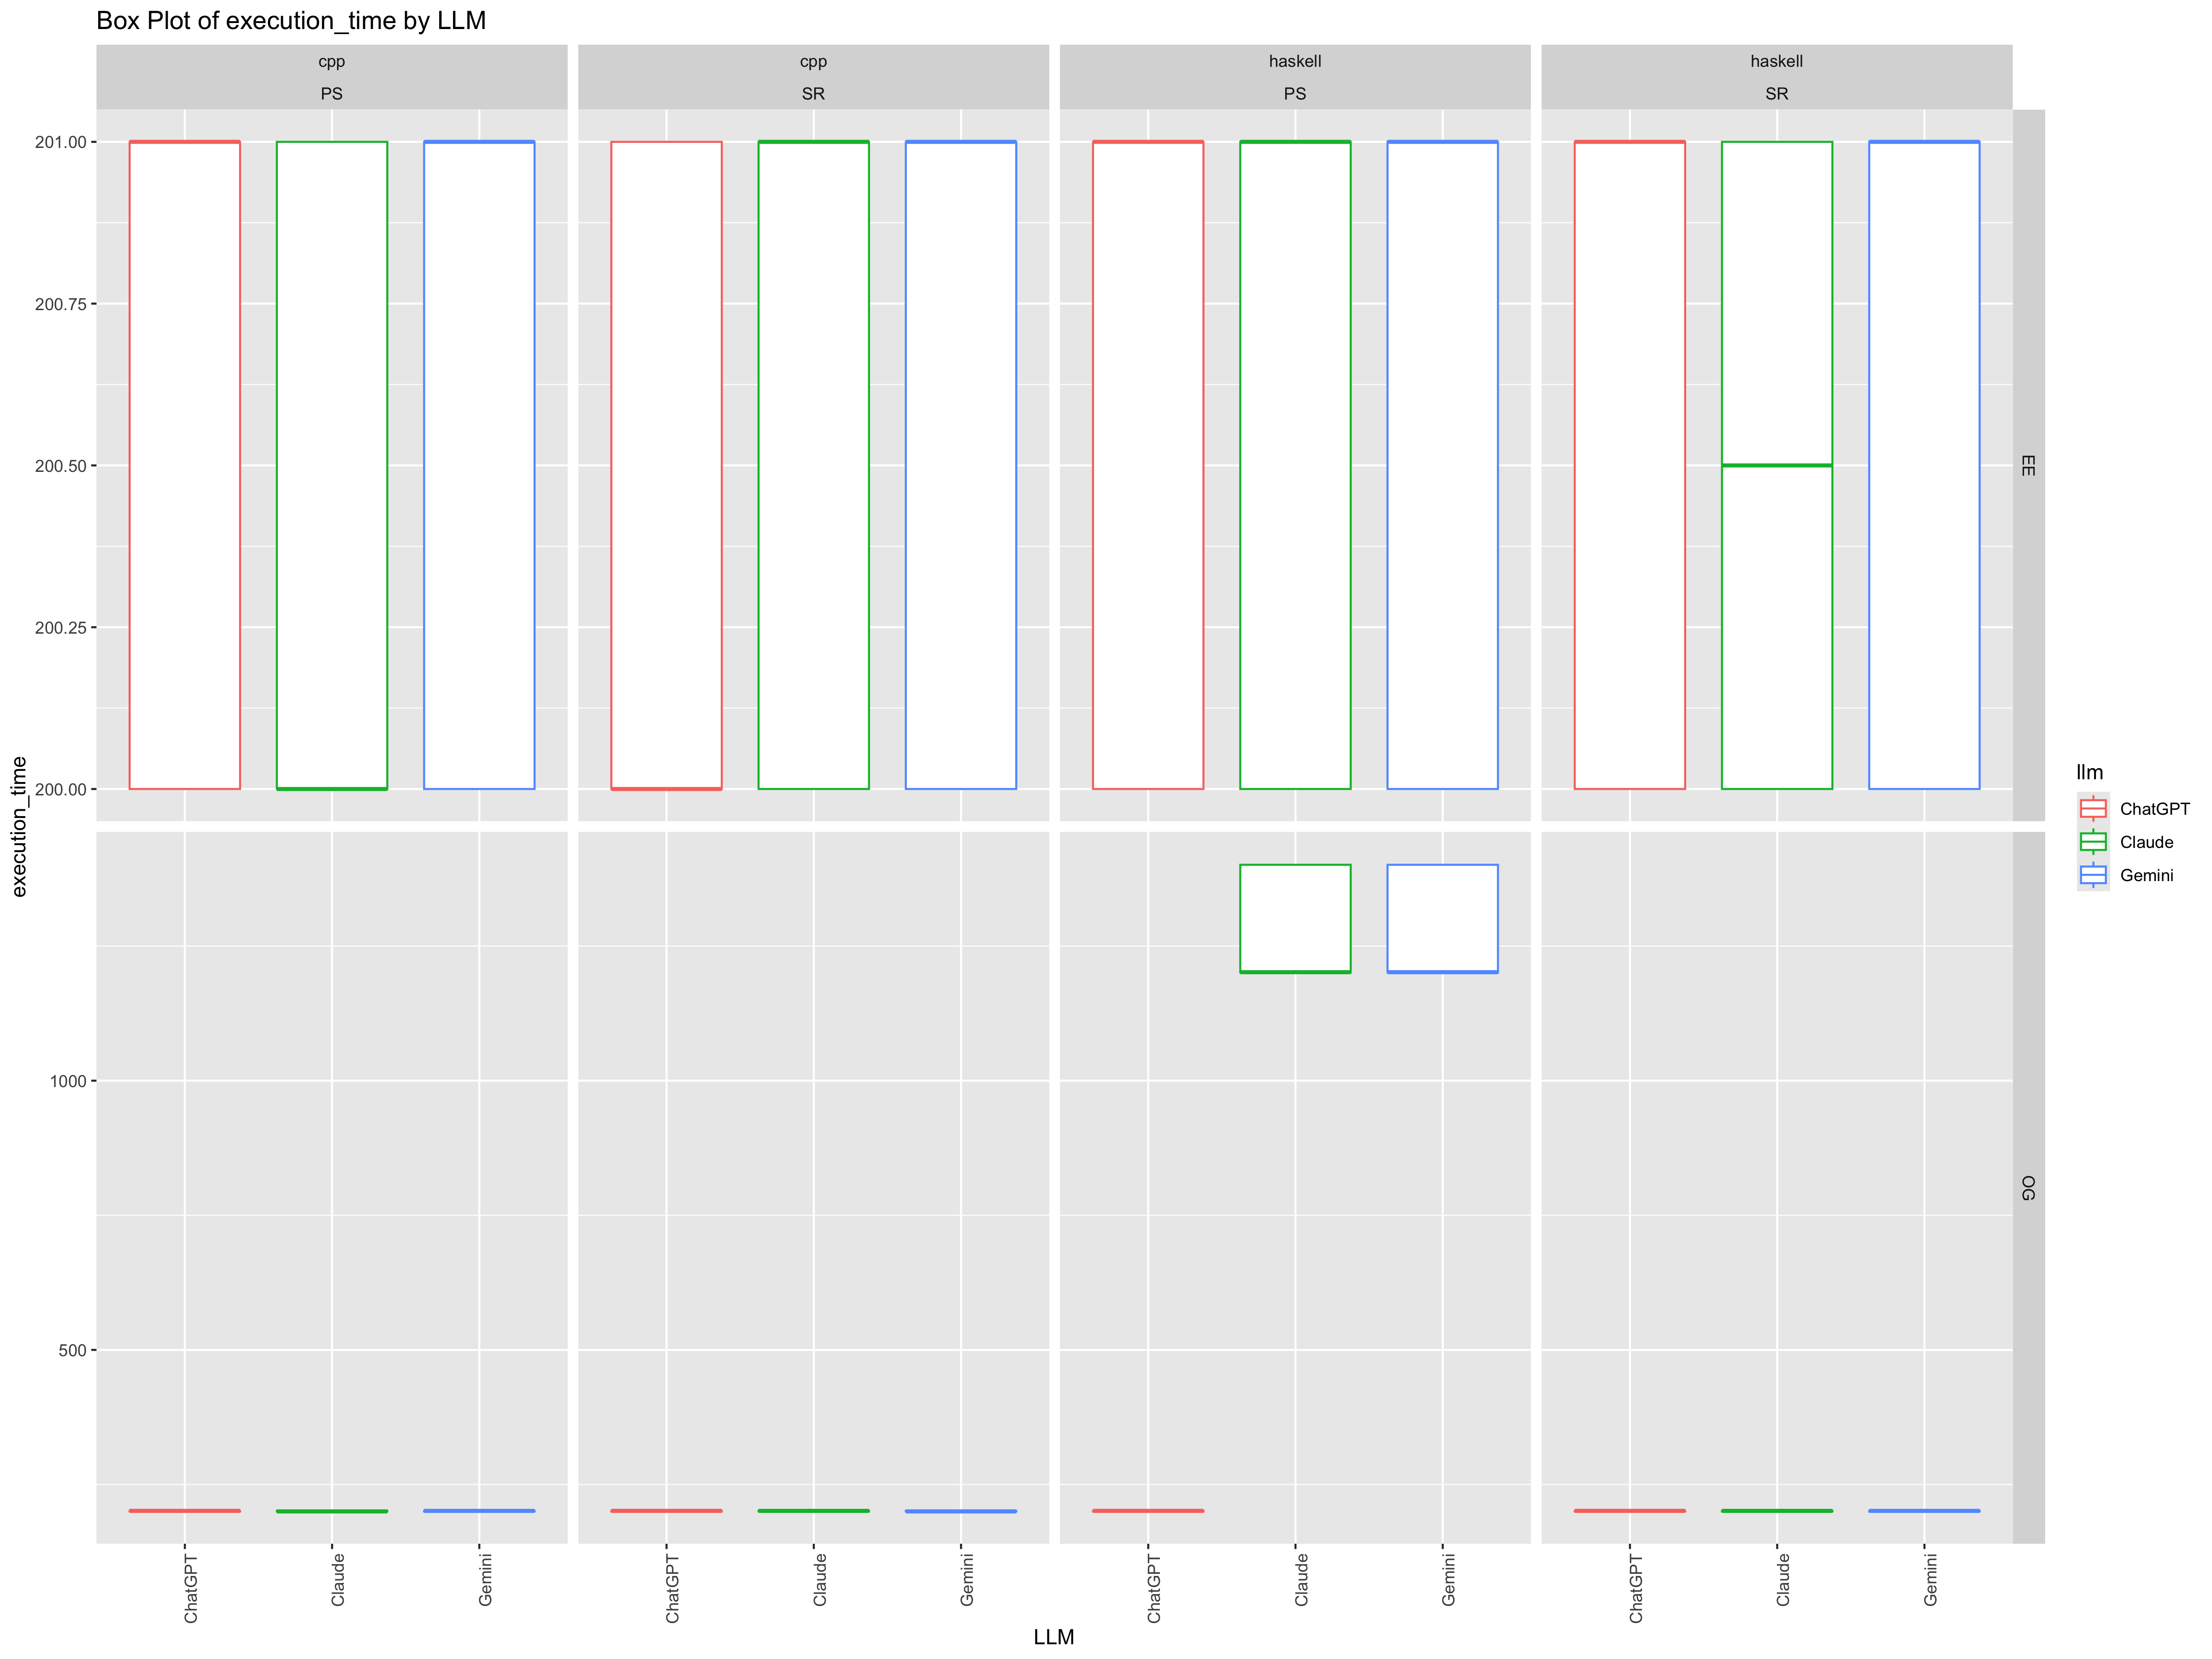 Box Plot of execution_time by LLM
cpp
cpp
haskell
haskell
PS
SR
PS
SR
201.00
200.75
200.50
200.25
200.00
EE
execution_time
1000
500
OG
llm
ChatGPT
Claude
Gemini
ChatGPT
Claude
Gemini
ChatGPT
Claude
Gemini
ChatGPT
Claude
Gemini
ChatGPT
Claude
Gemini
LLM